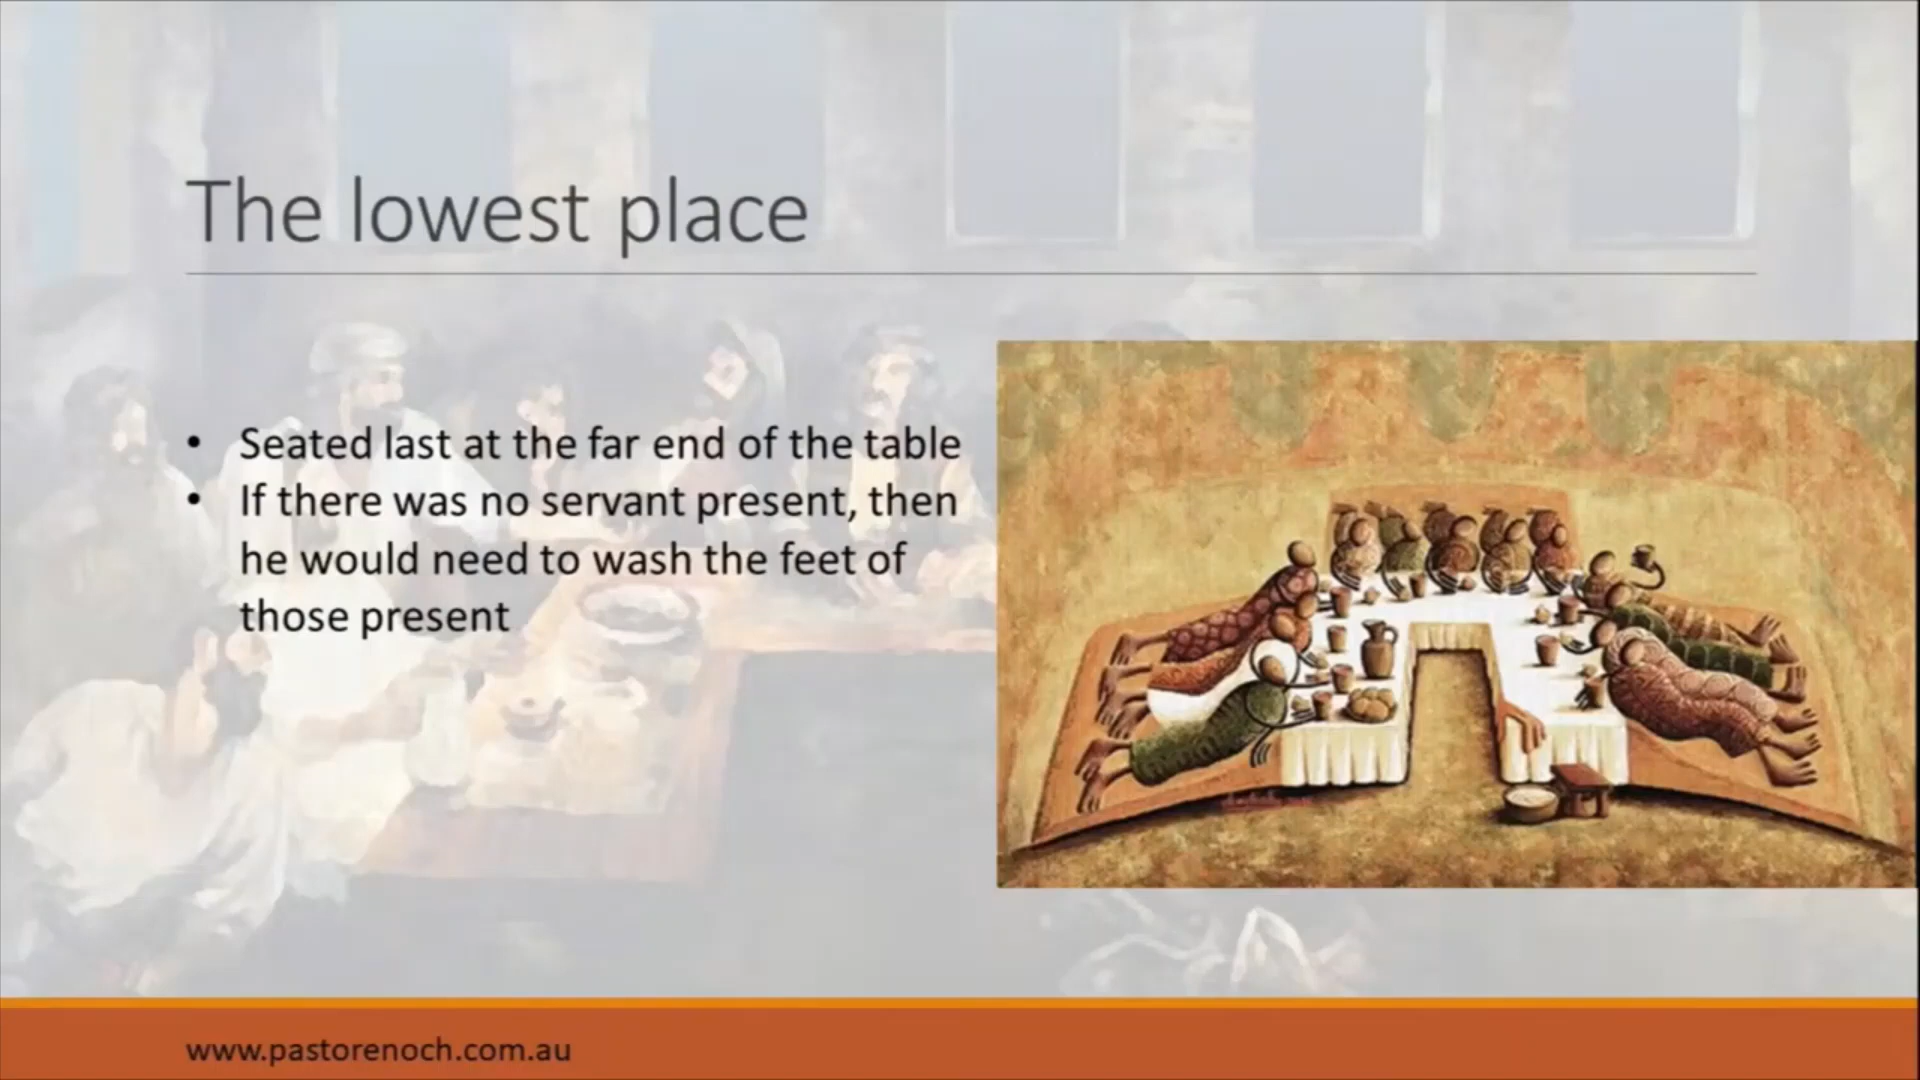 The lowest place
• Seated last at the far end of the table
• If there was no servant present, then
he would need to wash the feet of
those present
www.pastorenoch.com.au